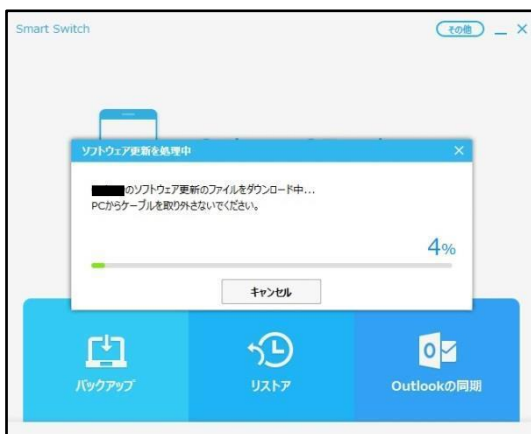 Smart Switch
その他
ソフトウェア更新を処理中
のソフトウェア更新のファイルをダウンロード中...
PCからケーブルを取り外さないでください。
4%
キャンセル
バックアップ
リストア
Outlookの同期